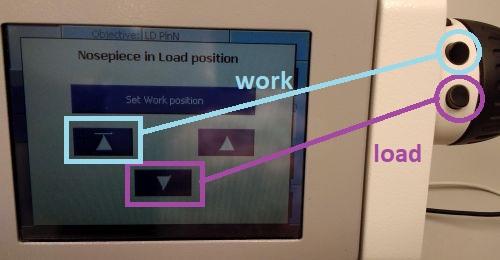 Objective: LD PlnN
Nosepiece in Load position
work
Set Work position
load